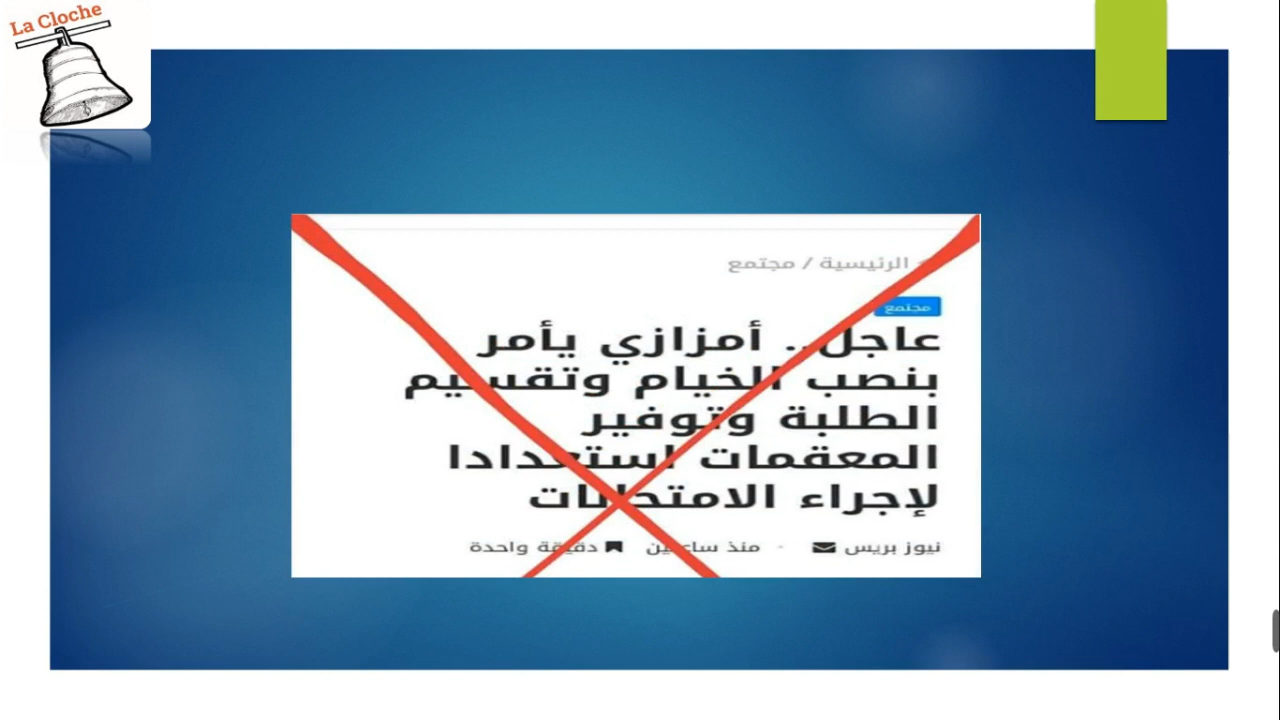 La Cloche
الرئيسية / مجتمع
مجتمع
عاجل.. أمزازي يأمر
بنصب الخيام وتقسيم
الطلبة وتوفير
المعقمات استعدادا
لإجراء الامتحانات
نيوز بريس · منذ ساعتين دقيقة واحدة